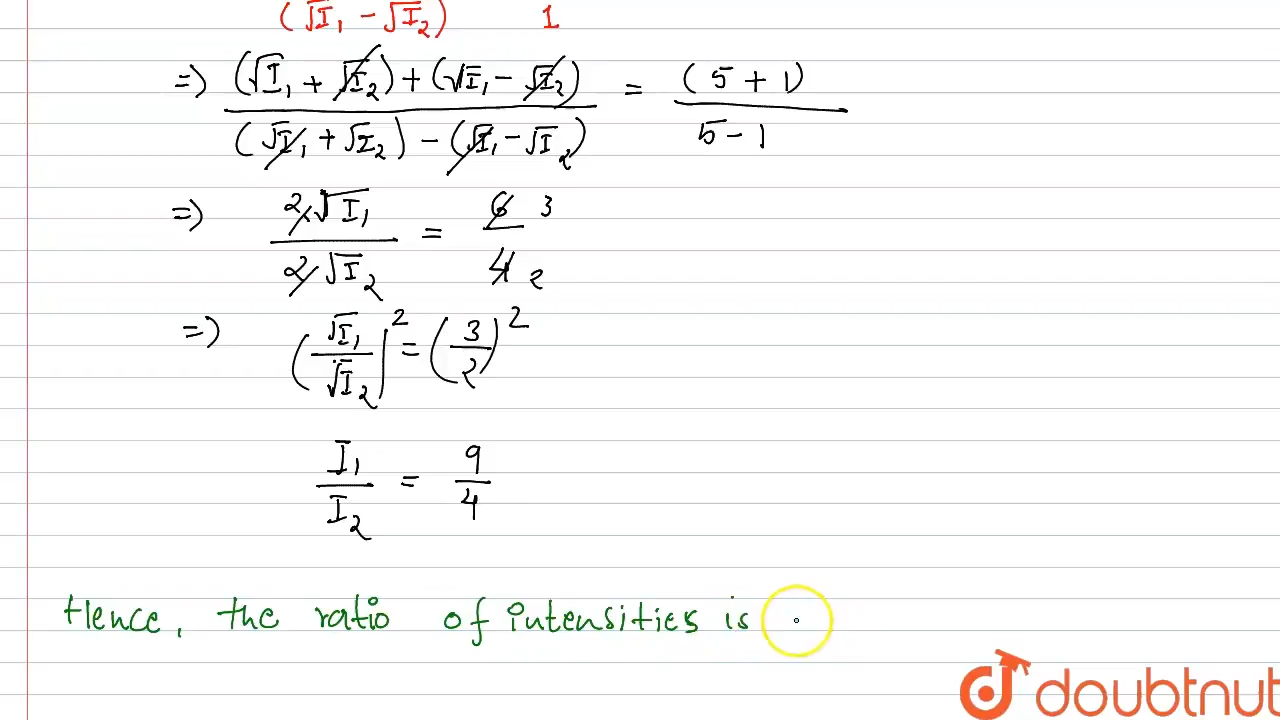 (√I₁ - √I₂) 1
=> (√I₁ + √I₂) + (√I₁ - √I₂) = (5 + 1)
(√I₁ + √I₂) - (√I₁ - √I₂) 5 - 1
=> 2√I₁ = 6 3
2√I₂ 4 2
=> (√I₁/√I₂)² = (3/2)²
I₁ = 9
I₂ 4
Hence, the ratio of intensities is
doubtnut